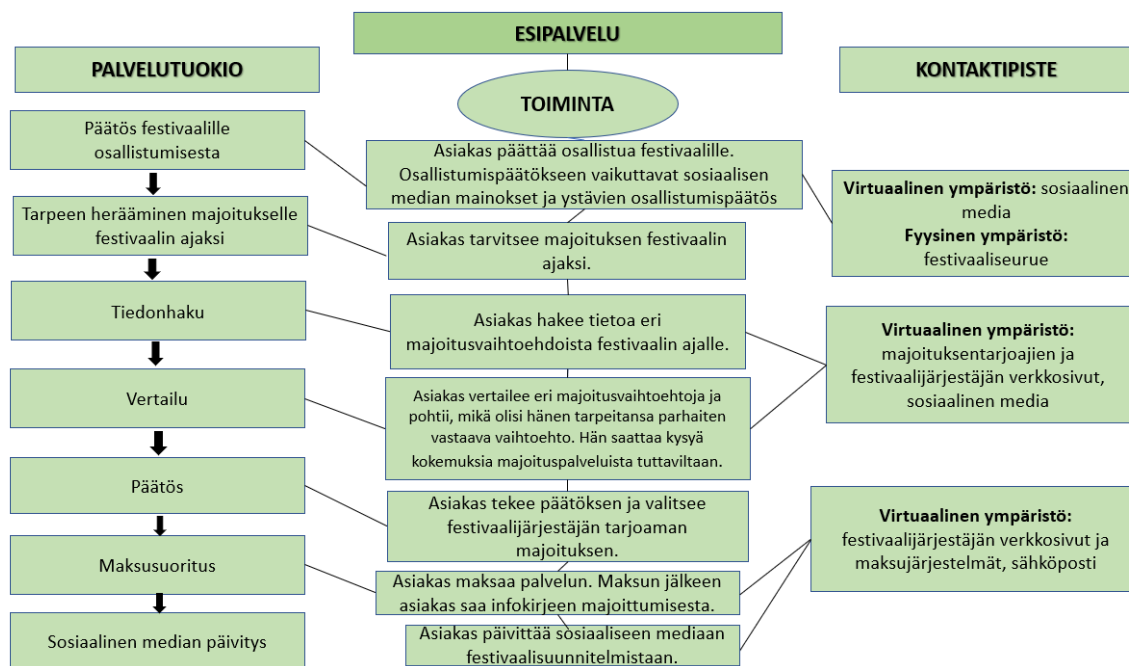 ESIPALVELU
PALVELUTUOKIO
KONTAKTIPISTE
TOIMINTA
Päätös festivaalille
osallistumisesta
Asiakas päättää osallistua festivaalille.
Osallistumispäätökseen vaikuttavat sosiaalisen
median mainokset ja ystävien osallistumispäätös
Virtuaalinen ympäristö: sosiaalinen
media
Fyysinen ympäristö:
festivaaliseurue
Tarpeen herääminen majoitukselle
festivaalin ajaksi
Asiakas tarvitsee majoituksen festivaalin
ajaksi.
Tiedonhaku
Asiakas hakee tietoa eri
majoitusvaihtoehdoista festivaalin ajalle.
Virtuaalinen ympäristö:
majoituksentarjoajien ja
festivaalijärjestäjän verkkosivut,
sosiaalinen media
Vertailu
Asiakas vertailee eri majoitusvaihtoehtoja ja
pohtii, mikä olisi hänen tarpeitansa parhaiten
vastaava vaihtoehto. Hän saattaa kysyä
kokemuksia majoituspalveluista tuttaviltaan.
Päätös
Asiakas tekee päätöksen ja valitsee
festivaalijärjestäjän tarjoaman
majoituksen.
Virtuaalinen ympäristö:
festivaalijärjestäjän verkkosivut ja
maksujärjestelmät, sähköposti
Maksusuoritus
Asiakas maksaa palvelun. Maksun jälkeen
asiakas saa infokirjeen majoittumisesta.
Sosiaalinen median päivitys
Asiakas päivittää sosiaaliseen mediaan
festivaalisuunnitelmistaan.